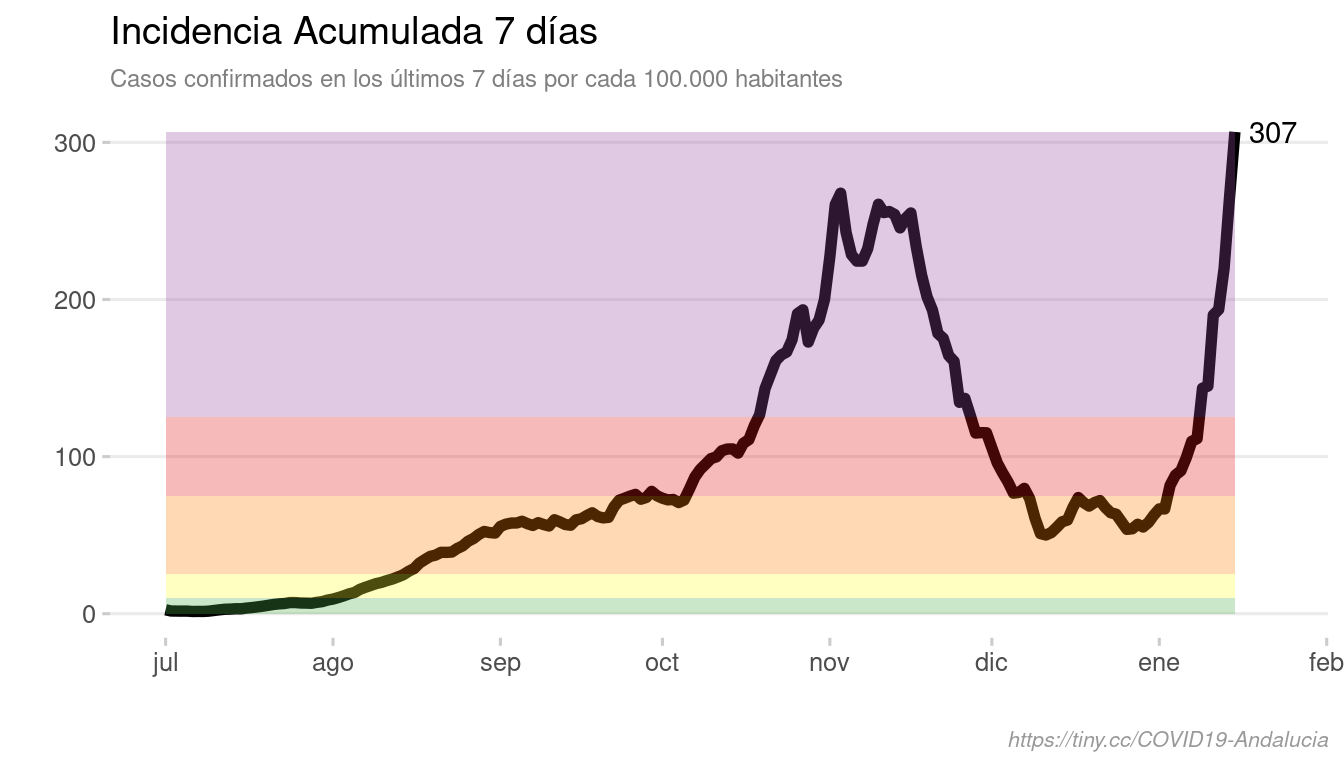 Incidencia Acumulada 7 días
Casos confirmados en los últimos 7 días por cada 100.000 habitantes
307
300
200
100
0
jul ago sep oct nov dic ene feb
https://tiny.cc/COVID19-Andalucia